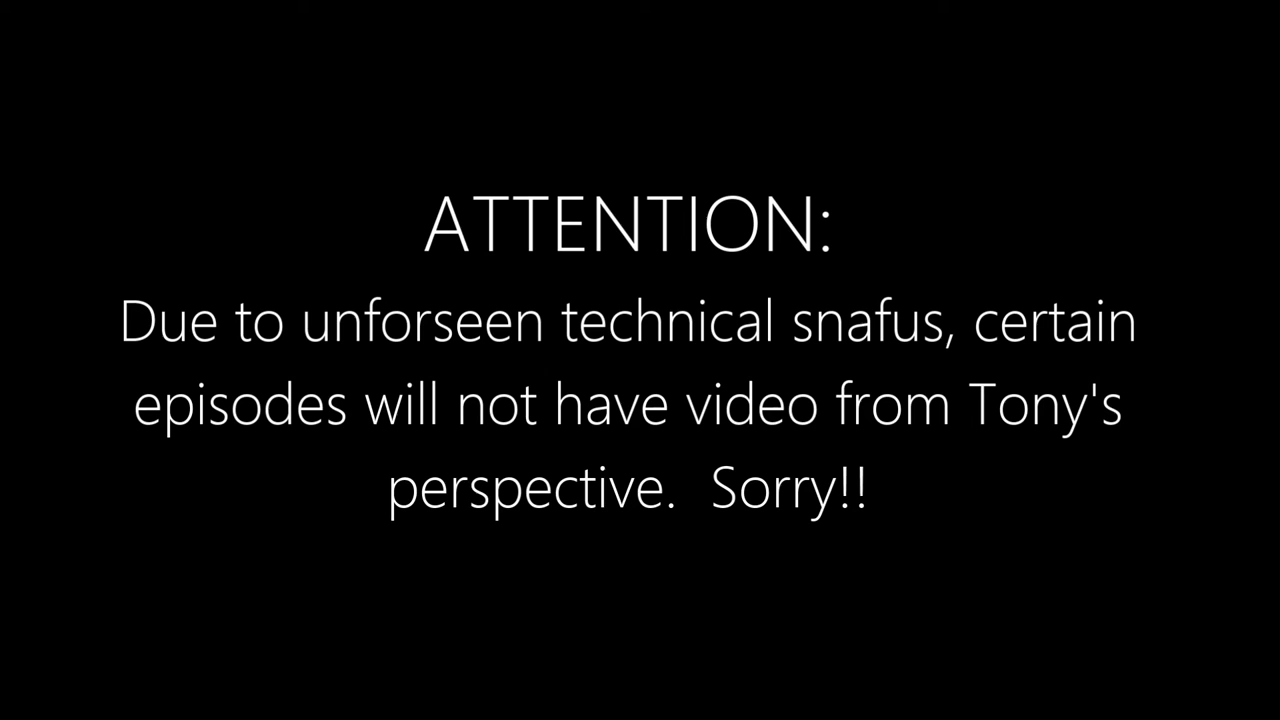 ATTENTION:
Due to unforseen technical snafus, certain
episodes will not have video from Tony's
perspective.  Sorry!!